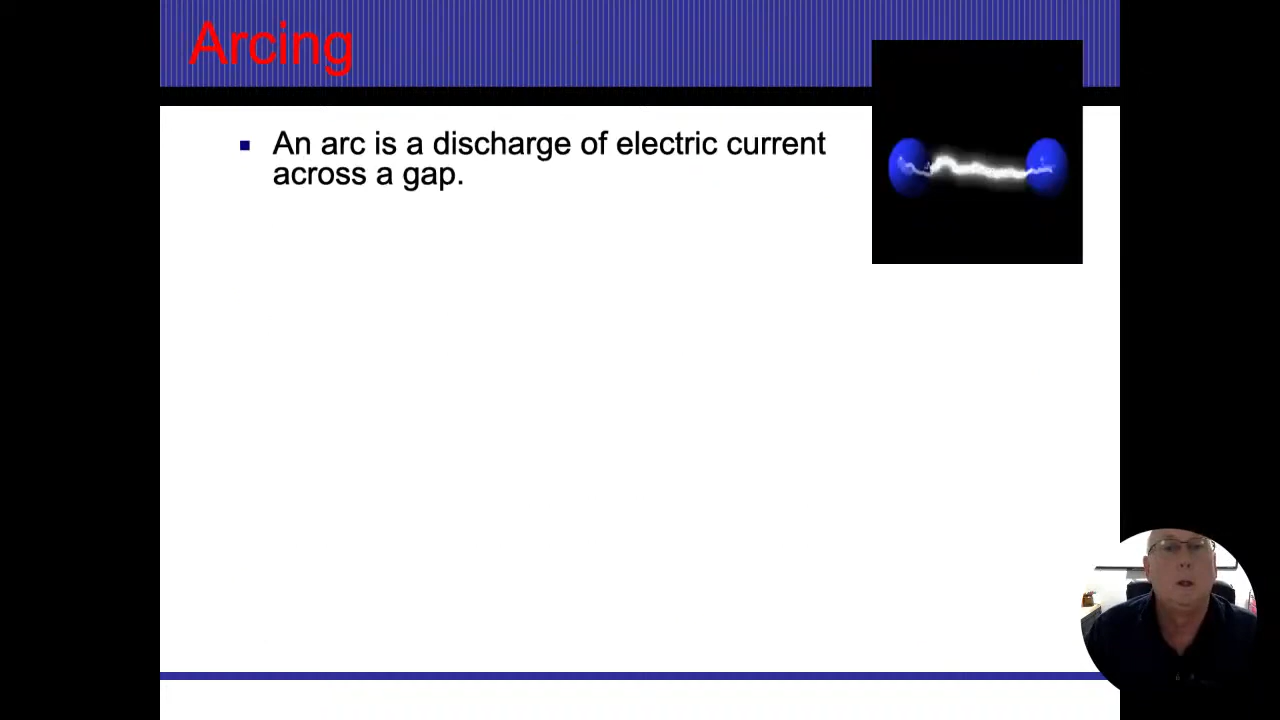 Arcing
An arc is a discharge of electric current
across a gap.